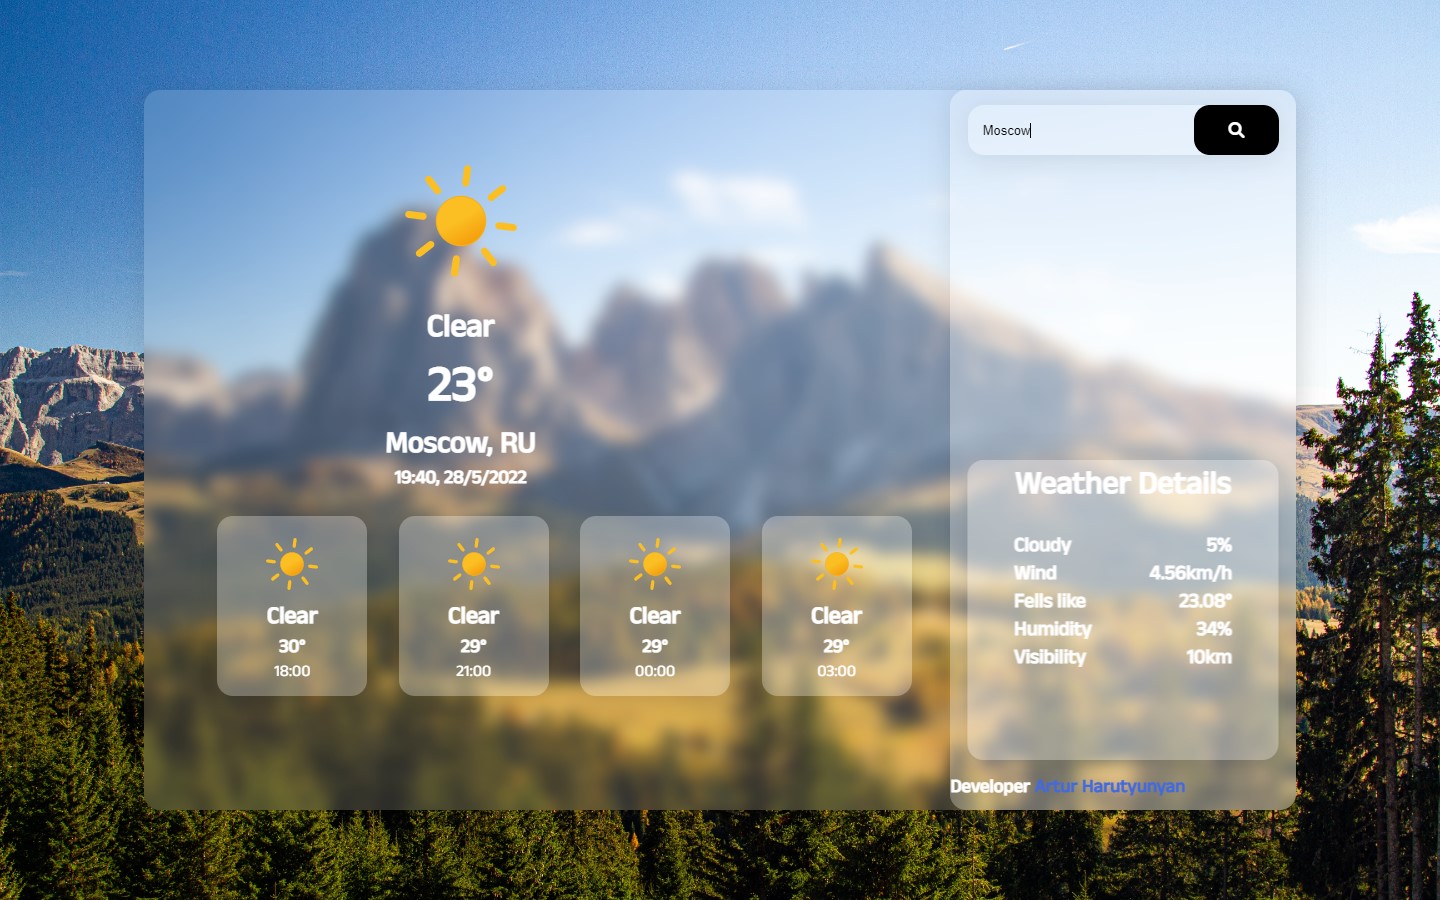 Moscow
Clear
23°
Moscow, RU
19:40, 28/5/2022
Clear
30°
18:00
Clear
29°
21:00
Clear
29°
00:00
Clear
29°
03:00
Weather Details
Cloudy 5%
Wind 4.56km/h
Fells like 23.08°
Humidity 34%
Visibility 10km
Developer Artur Harutyunyan